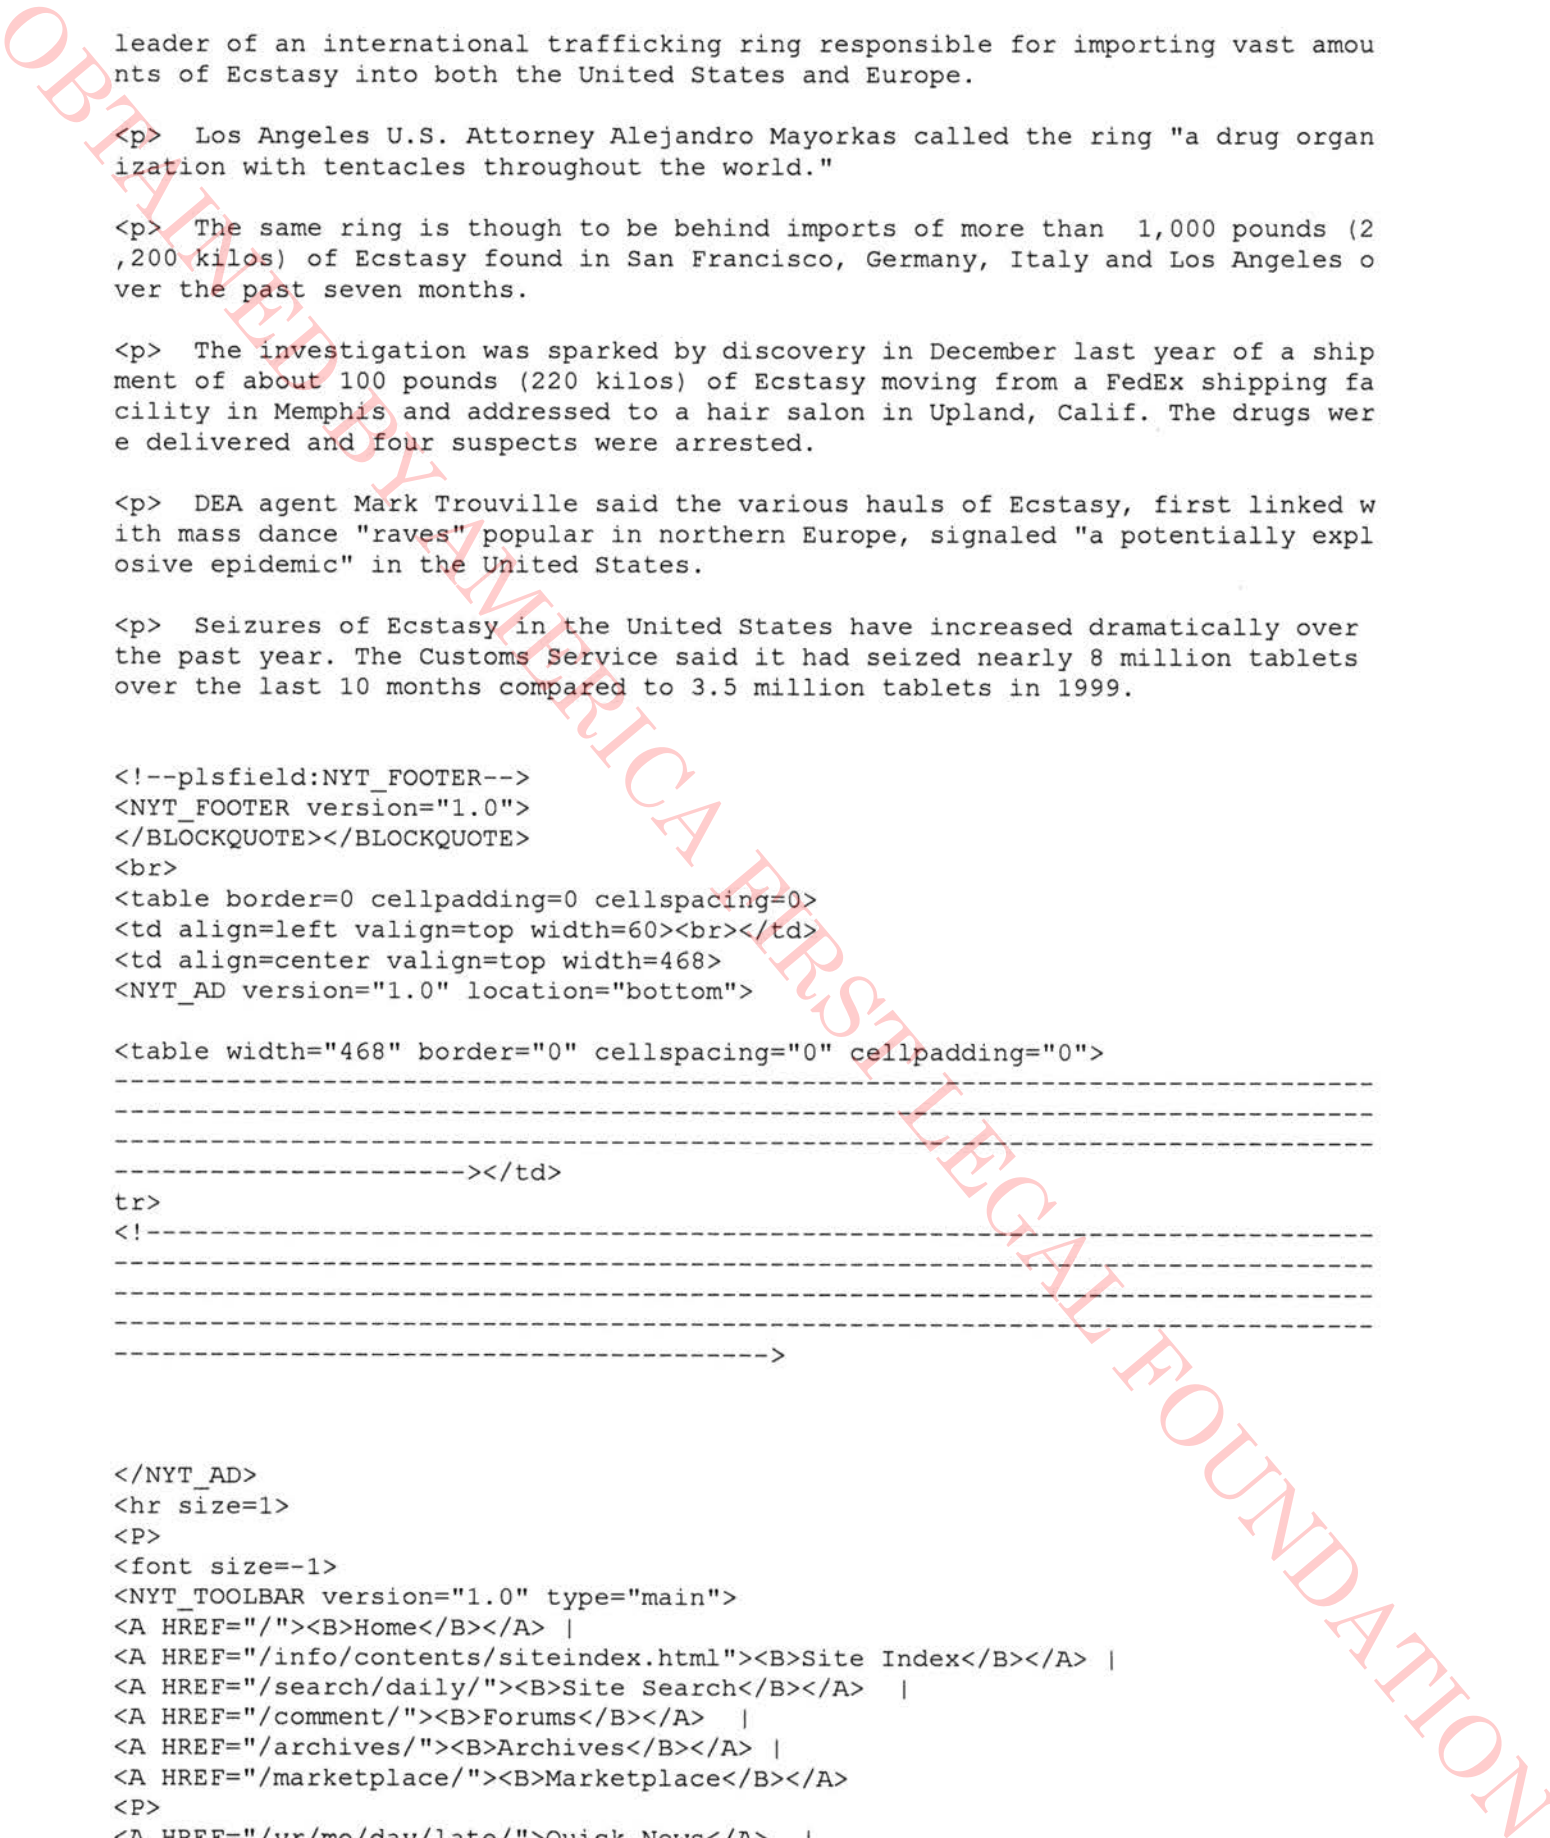 leader of an international trafficking ring responsible for importing vast amou
nts of Ecstasy into both the United States and Europe.
<p>  Los Angeles U.S. Attorney Alejandro Mayorkas called the ring "a drug organ
ization with tentacles throughout the world."
<p>  The same ring is though to be behind imports of more than  1,000 pounds (2
,200 kilos) of Ecstasy found in San Francisco, Germany, Italy and Los Angeles o
ver the past seven months.
<p>  The investigation was sparked by discovery in December last year of a ship
ment of about 100 pounds (220 kilos) of Ecstasy moving from a FedEx shipping fa
cility in Memphis and addressed to a hair salon in Upland, Calif. The drugs wer
e delivered and four suspects were arrested.
<p>  DEA agent Mark Trouville said the various hauls of Ecstasy, first linked w
ith mass dance "raves" popular in northern Europe, signaled "a potentially expl
osive epidemic" in the United States.
<p>  Seizures of Ecstasy in the United States have increased dramatically over
the past year. The Customs Service said it had seized nearly 8 million tablets
over the last 10 months compared to 3.5 million tablets in 1999.
<!--plsfield:NYT_FOOTER-->
<NYT_FOOTER version="1.0">
</BLOCKQUOTE></BLOCKQUOTE>
<br>
<table border=0 cellpadding=0 cellspacing=0>
<td align=left valign=top width=60><br></td>
<td align=center valign=top width=468>
<NYT_AD version="1.0" location="bottom">
<table width="468" border="0" cellspacing="0" cellpadding="0">
-------------------------------------------------------------------------------
-------------------------------------------------------------------------------
-------------------------------------------------------------------------------
----------------------></td>
tr>
<!-----------------------------------------------------------------------------
-------------------------------------------------------------------------------
-------------------------------------------------------------------------------
-------------------------------------------------------------------------------
----------------------------------------->
</NYT_AD>
<hr size=1>
<P>
<font size=-1>
<NYT_TOOLBAR version="1.0" type="main">
<A HREF="/"><B>Home</B></A> |
<A HREF="/info/contents/siteindex.html"><B>Site Index</B></A> |
<A HREF="/search/daily/"><B>Site Search</B></A>  |
<A HREF="/comment/"><B>Forums</B></A>  |
<A HREF="/archives/"><B>Archives</B></A> |
<A HREF="/marketplace/"><B>Marketplace</B></A>
<P>
<A HREF="/yr/mo/day/late/">Quick News</A>  |
OBTAINED BY AMERICA FIRST LEGAL FOUNDATION